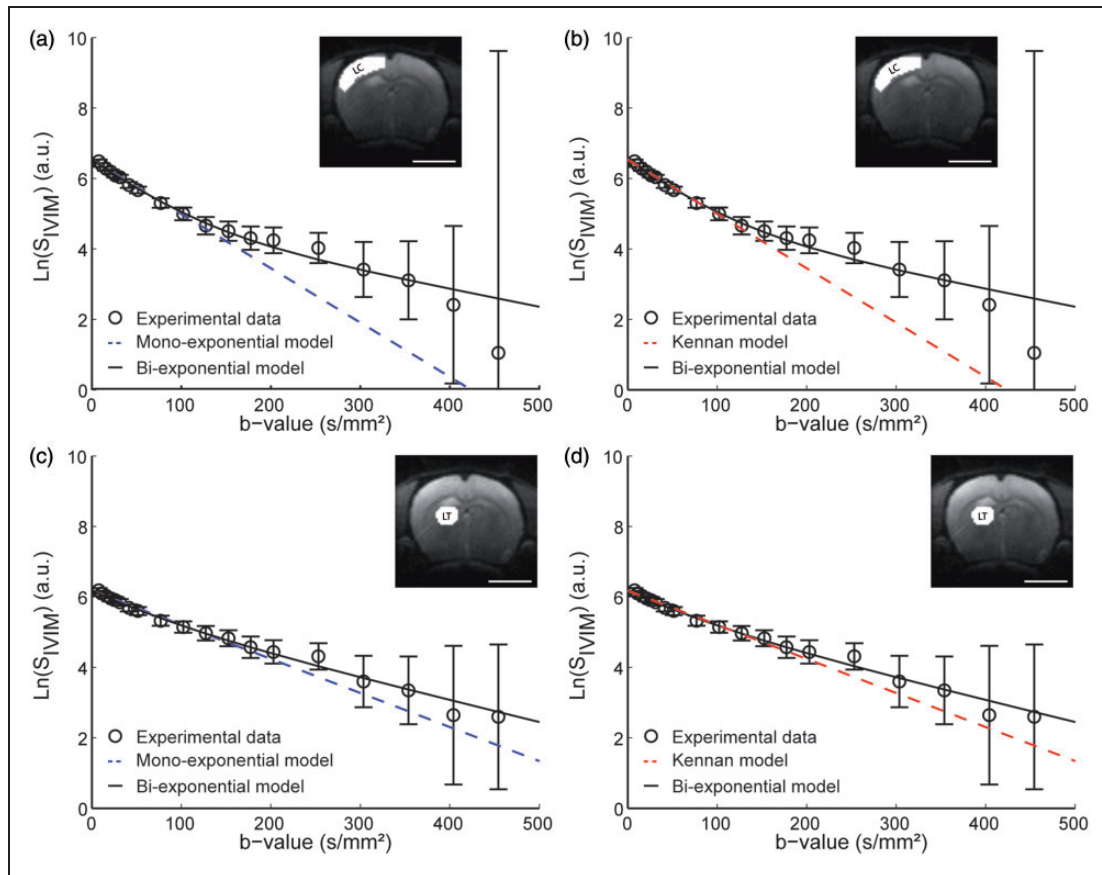 (a)
10
8
6
4
2
0
Ln(S_IVIM) (a.u.)
LC
Experimental data
Mono-exponential model
Bi-exponential model
0 100 200 300 400 500
b-value (s/mm²)
(b)
10
8
6
4
2
0
Ln(S_IVIM) (a.u.)
LC
Experimental data
Kennan model
Bi-exponential model
0 100 200 300 400 500
b-value (s/mm²)
(c)
10
8
6
4
2
0
Ln(S_IVIM) (a.u.)
LT
Experimental data
Mono-exponential model
Bi-exponential model
0 100 200 300 400 500
b-value (s/mm²)
(d)
10
8
6
4
2
0
Ln(S_IVIM) (a.u.)
LT
Experimental data
Kennan model
Bi-exponential model
0 100 200 300 400 500
b-value (s/mm²)